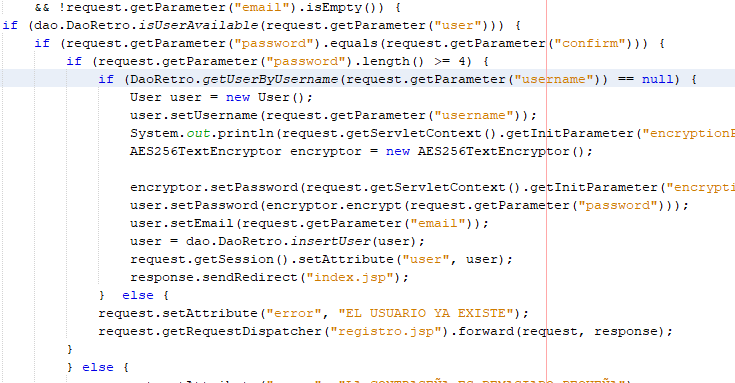 && !request.getParameter("email").isEmpty()) {
if (dao.DaoRetro.isUserAvailable(request.getParameter("user"))) {
if (request.getParameter("password").equals(request.getParameter("confirm"))) {
if (request.getParameter("password").length() >= 4) {
if (DaoRetro.getUserByUsername(request.getParameter("username")) == null) {
User user = new User();
user.setUsername(request.getParameter("username"));
System.out.println(request.getServletContext().getInitParameter("encryptionP
AES256TextEncryptor encryptor = new AES256TextEncryptor();
encryptor.setPassword(request.getServletContext().getInitParameter("encrypti
user.setPassword(encryptor.encrypt(request.getParameter("password")));
user.setEmail(request.getParameter("email"));
user = dao.DaoRetro.insertUser(user);
request.getSession().setAttribute("user", user);
response.sendRedirect("index.jsp");
} else {
request.setAttribute("error", "EL USUARIO YA EXISTE");
request.getRequestDispatcher("registro.jsp").forward(request, response);
}
} else {